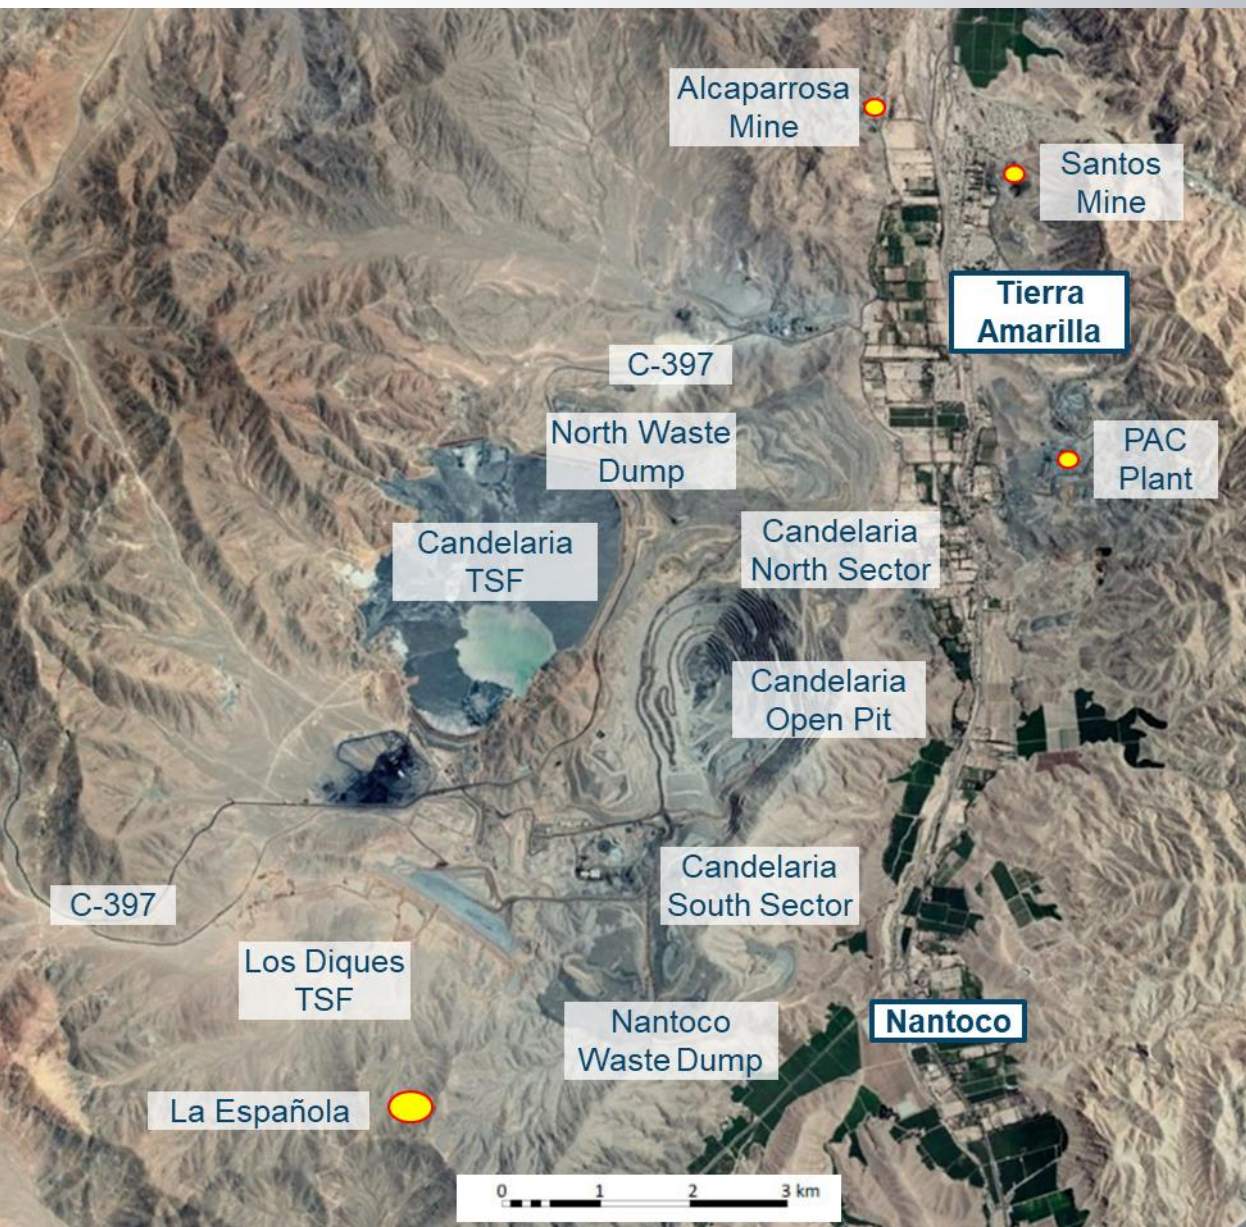 Alcaparrosa
Mine
Santos
Mine
Tierra
Amarilla
C-397
North Waste
Dump
PAC
Plant
Candelaria
TSF
Candelaria
North Sector
Candelaria
Open Pit
Candelaria
South Sector
C-397
Los Diques
TSF
Nantoco
Nantoco
Waste Dump
La Española
0 1 2 3 km